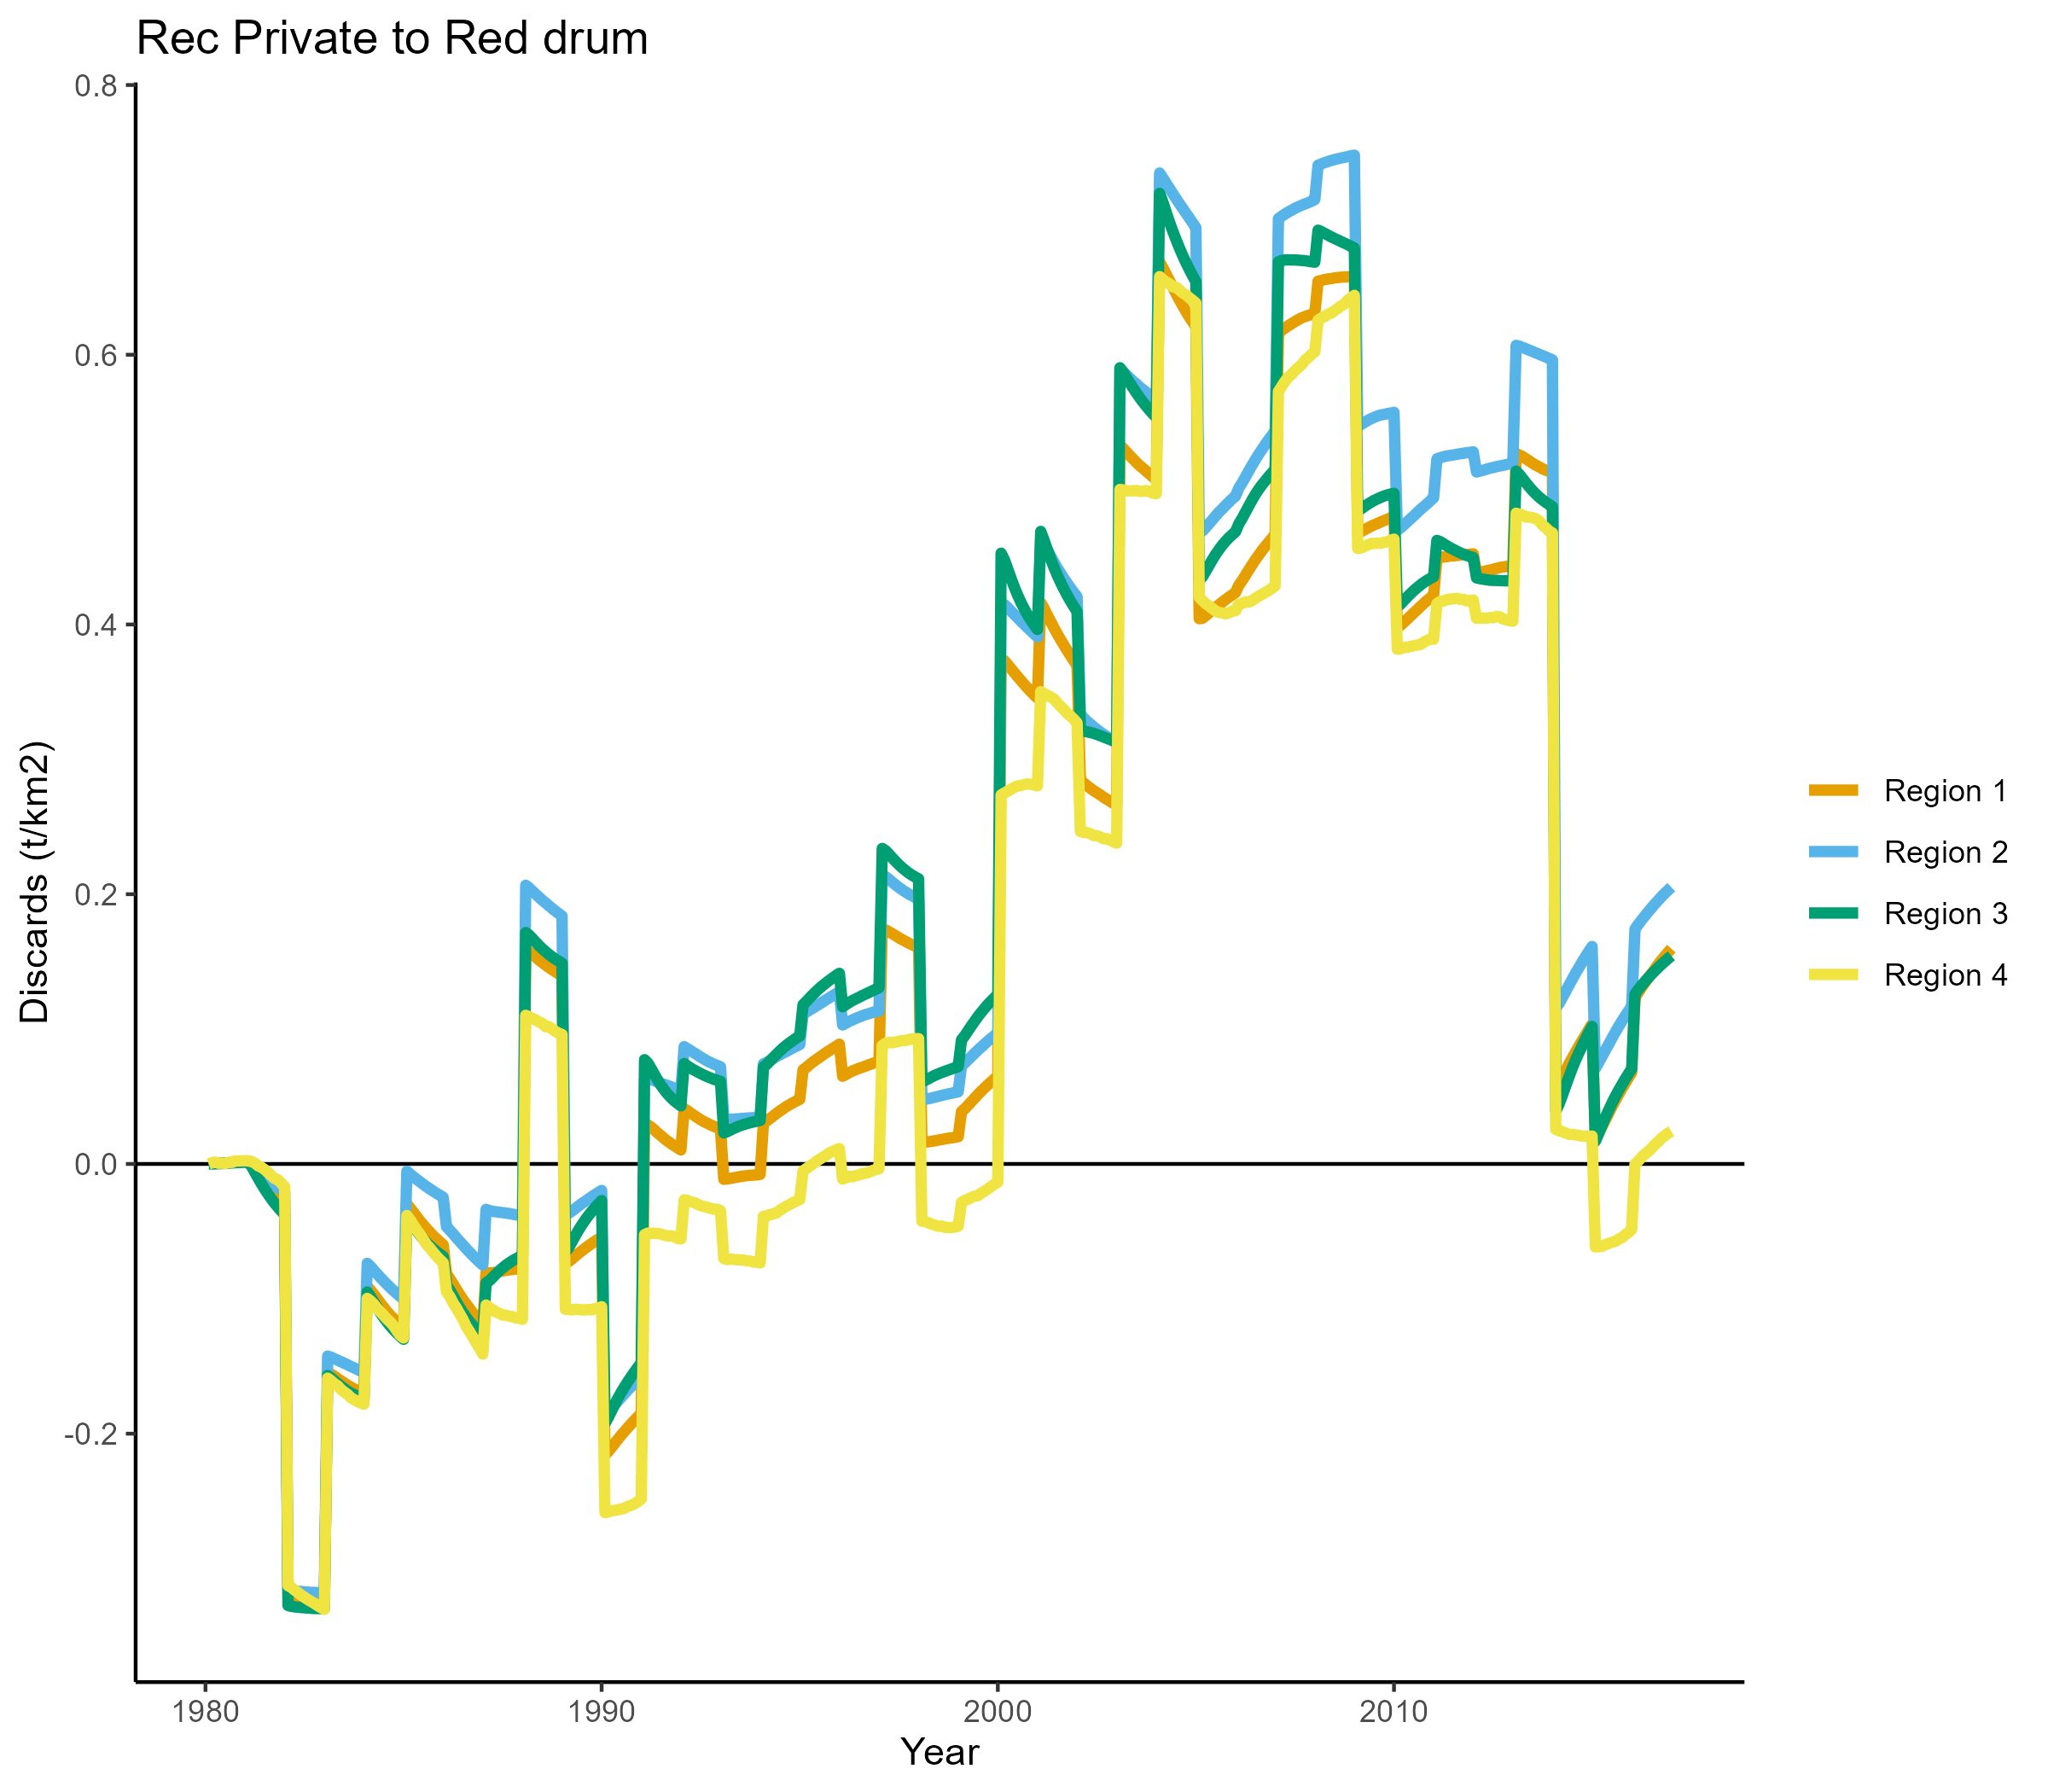 Rec Private to Red drum
0.8
0.6
0.4
0.2
0.0
-0.2
Discards (t/km2)
1980
1990
2000
2010
Year
Region 1
Region 2
Region 3
Region 4